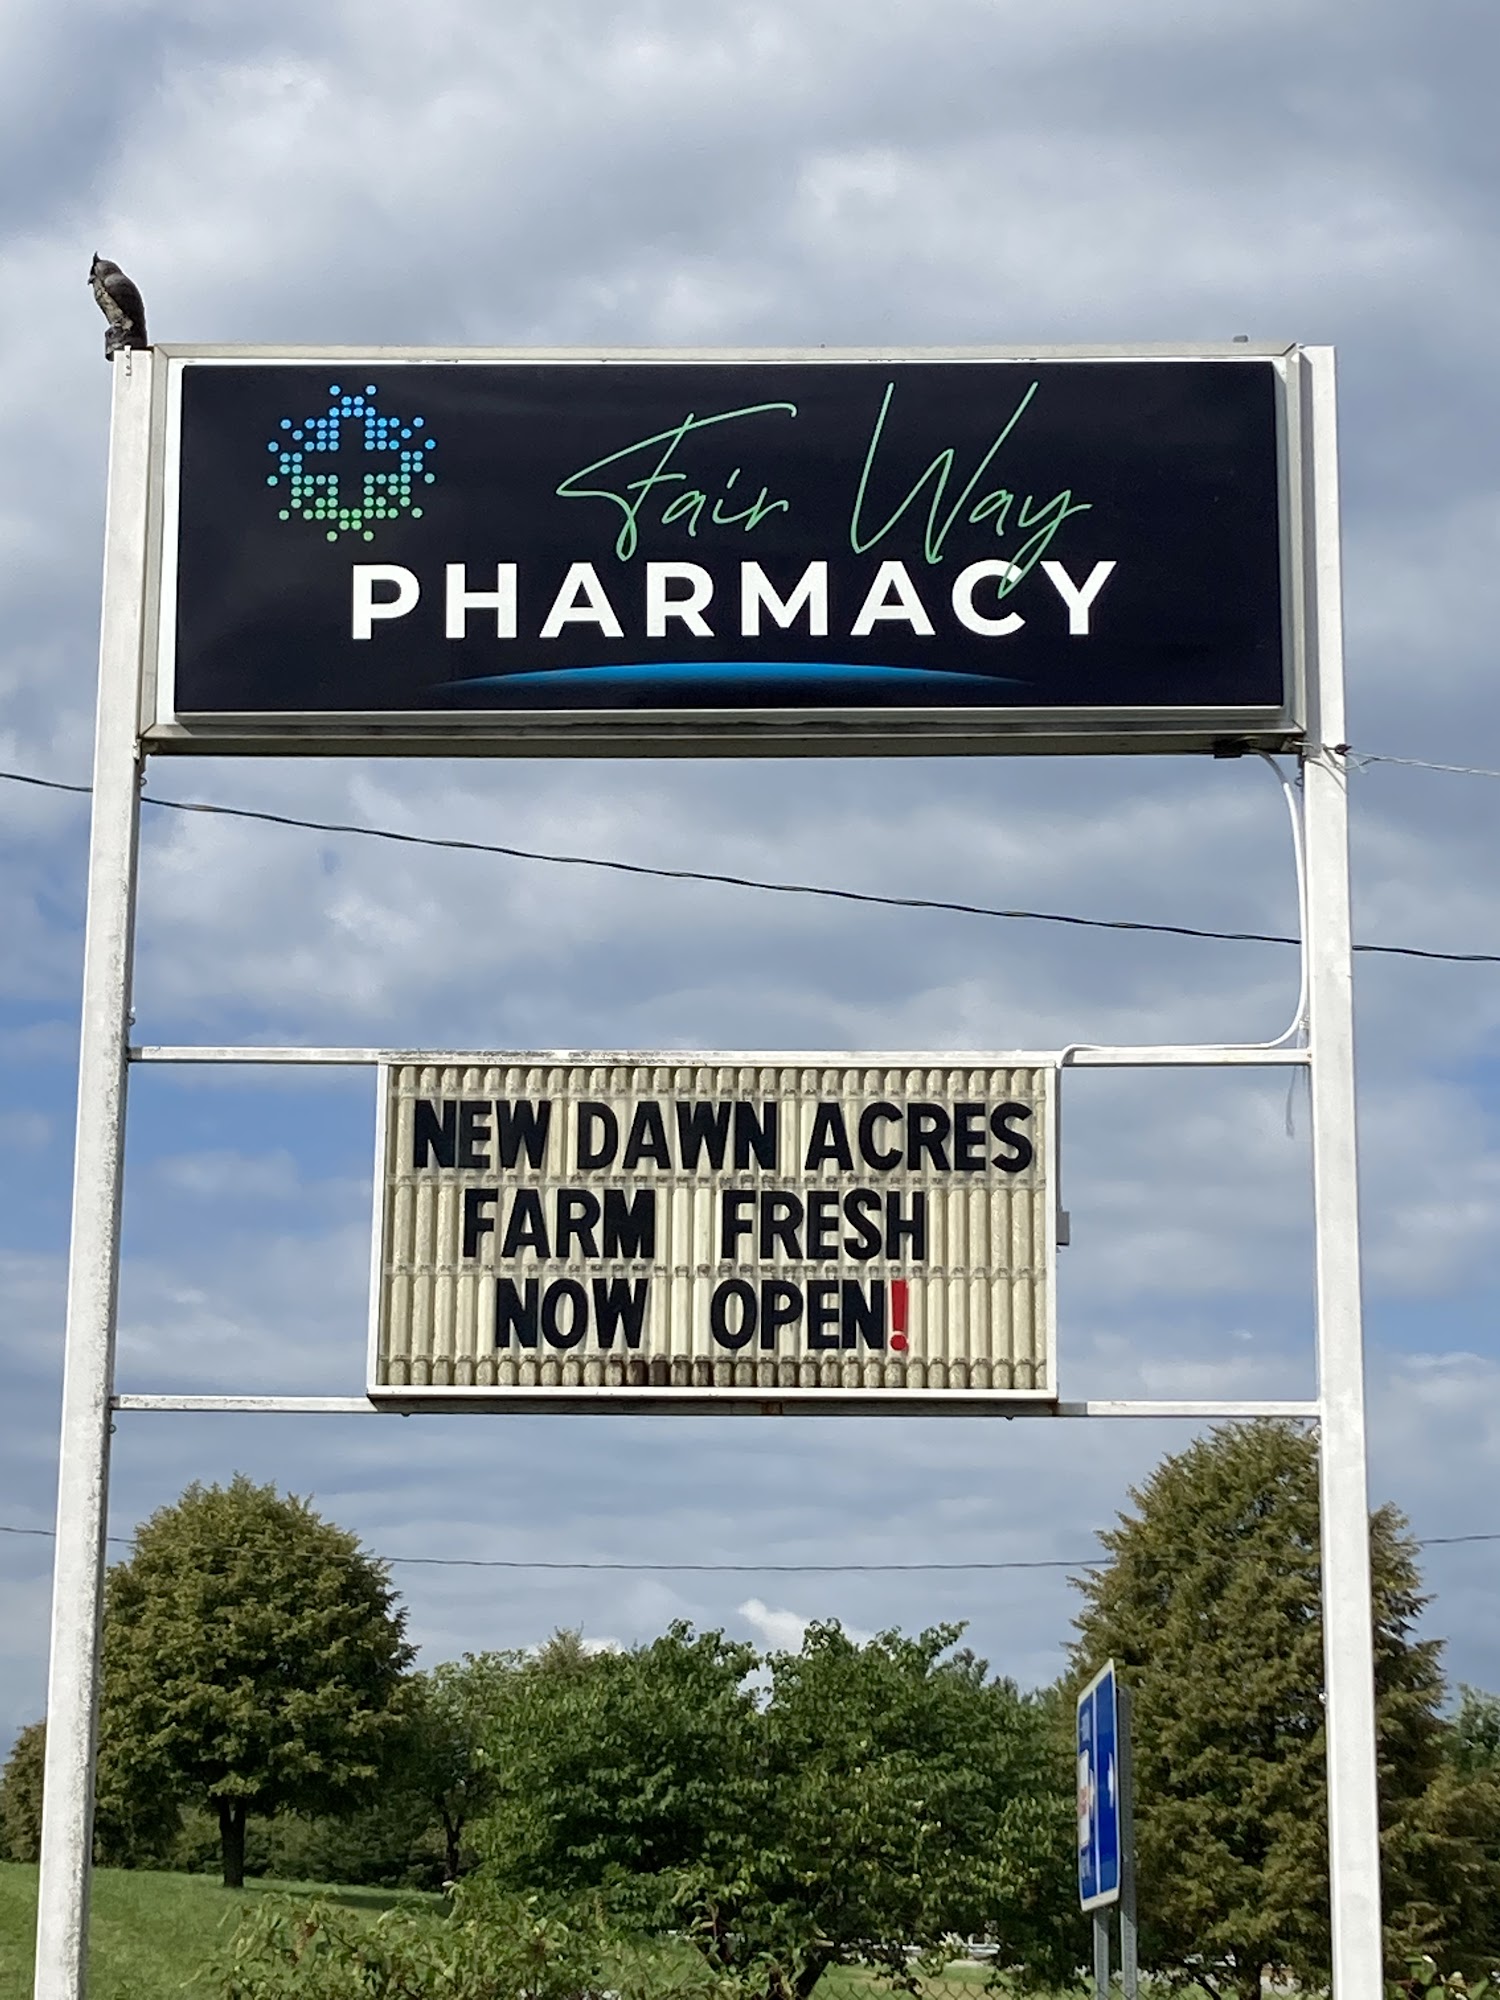 Fair Way
PHARMACY
NEW DAWN ACRES
FARM FRESH
NOW OPEN!